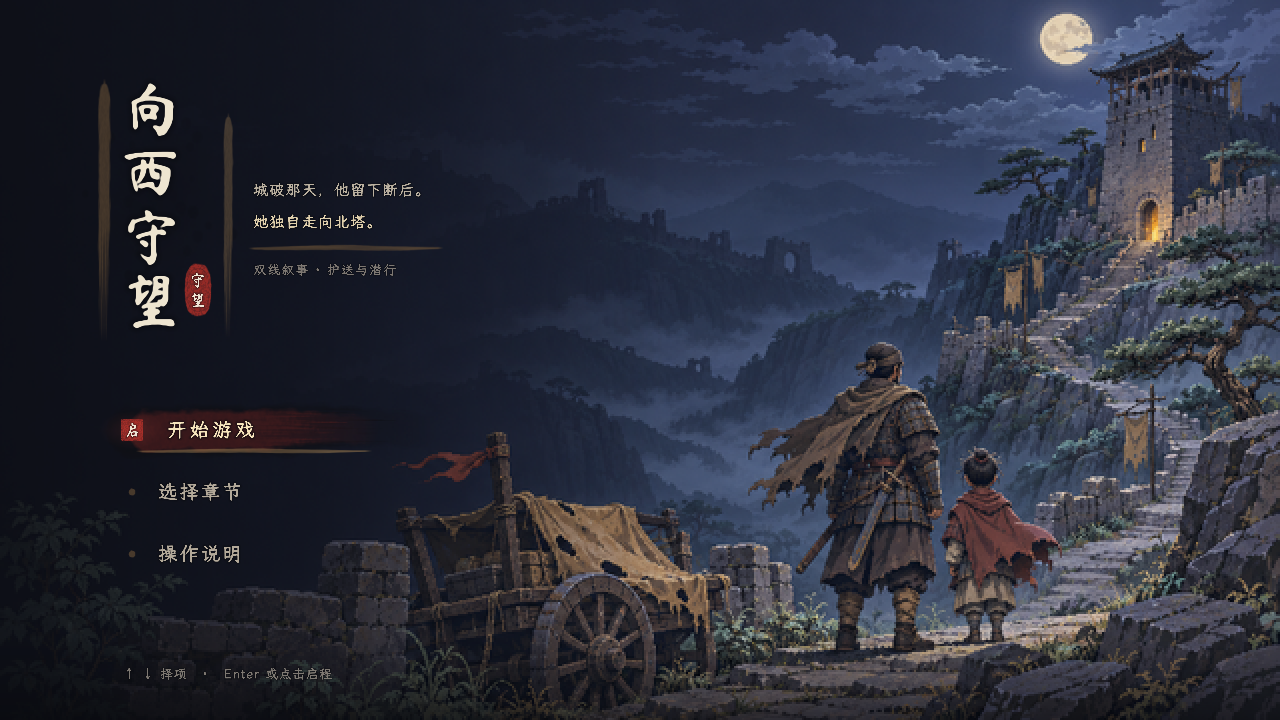 向西守望
守望
城破那天，他留下断后。
她独自走向北塔。
双线叙事·护送与潜行
启 开始游戏
选择章节
操作说明
↑ ↓ 择项 · Enter 或点击启程